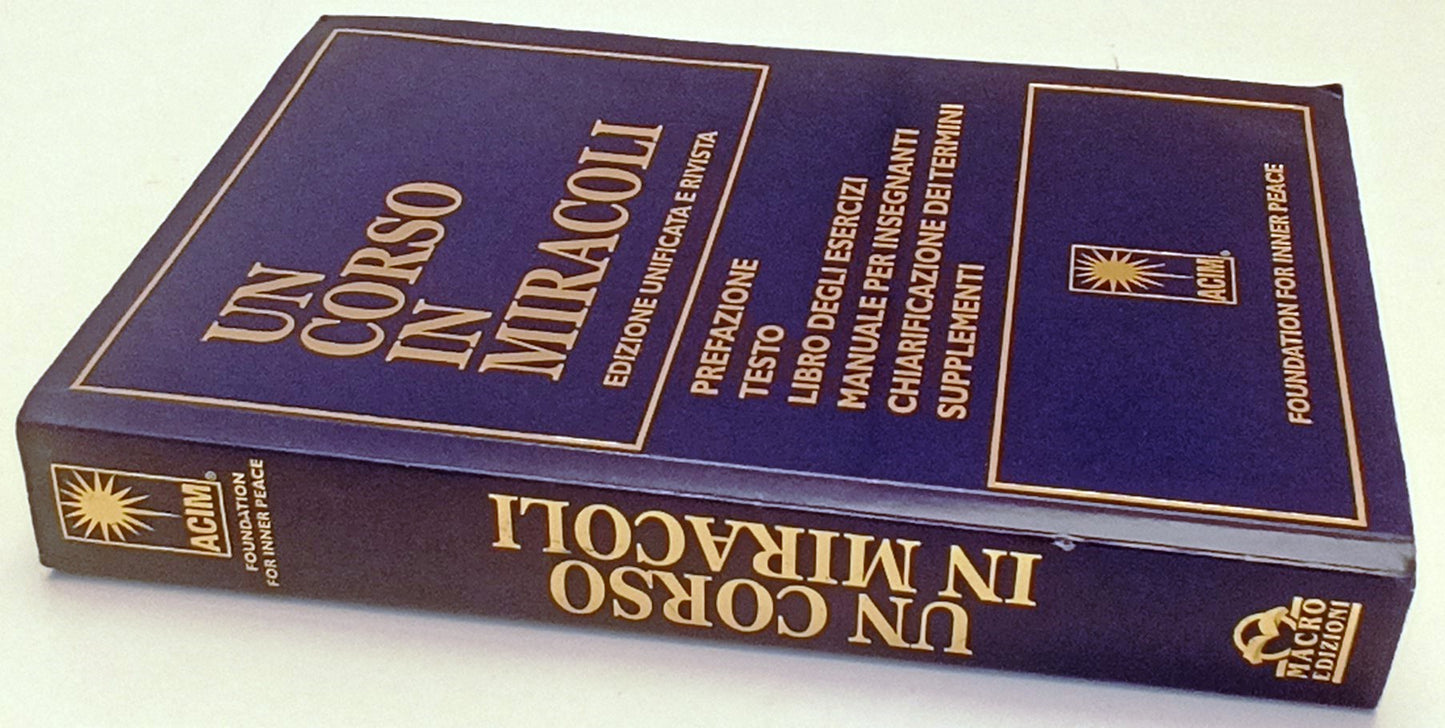 UN
CORSO
IN
MIRACOLI
EDIZIONE UNIFICATA E RIVISTA
PREFAZIONE
TESTO
LIBRO DEGLI ESERCIZI
MANUALE PER INSEGNANTI
CHIARIFICAZIONE DEI TERMINI
SUPPLEMENTI
ACIM®
FOUNDATION FOR INNER PEACE
ACIM®
FOUNDATION
FOR INNER PEACE
UN CORSO
IN MIRACOLI
MACRO
EDIZIONI